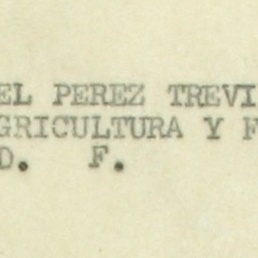 EL PEREZ TREVI
GRICULTURA Y F
D. F.